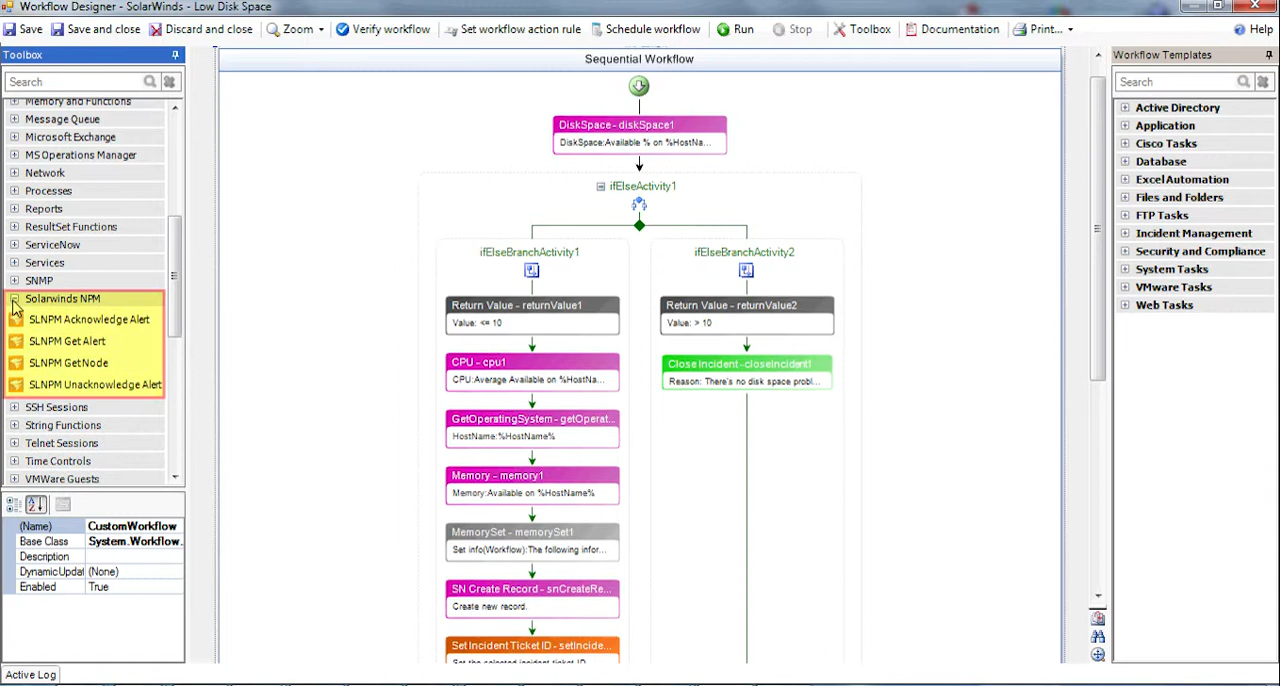 Workflow Designer - SolarWinds - Low Disk Space
Save
Save and close
Discard and close
Zoom
Verify workflow
Set workflow action rule
Schedule workflow
Run
Stop
Toolbox
Documentation
Print...
Help
Toolbox
Search
Memory and Functions
Message Queue
Microsoft Exchange
MS Operations Manager
Network
Processes
Reports
ResultSet Functions
ServiceNow
Services
SNMP
Solarwinds NPM
SLNPM Acknowledge Alert
SLNPM Get Alert
SLNPM GetNode
SLNPM Unacknowledge Alert
SSH Sessions
String Functions
Telnet Sessions
Time Controls
VMWare Guests
(Name) CustomWorkflow
Base Class System.Workflow.
Description
DynamicUpdat (None)
Enabled True
Active Log
Sequential Workflow
DiskSpace - diskSpace1
DiskSpace:Available % on %HostNa...
ifElseActivity1
ifElseBranchActivity1
Return Value - returnValue1
Value: <= 10
CPU - cpu1
CPU:Average Available on %HostNa...
GetOperatingSystem - getOperat...
HostName:%HostName%
Memory - memory1
Memory:Available on %HostName%
MemorySet - memorySet1
Set info(Workflow):The following infor...
SN Create Record - snCreateRe...
Create new record.
Set Incident Ticket ID - setIncide...
Set the selected incident ticket ID
ifElseBranchActivity2
Return Value - returnValue2
Value: > 10
Close Incident - closeIncident1
Reason: There's no disk space probl...
Workflow Templates
Search
Active Directory
Application
Cisco Tasks
Database
Excel Automation
Files and Folders
FTP Tasks
Incident Management
Security and Compliance
System Tasks
VMware Tasks
Web Tasks